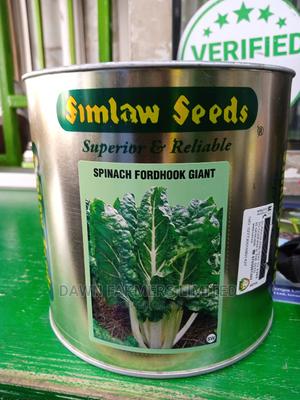 VERIFIED
Simlaw Seeds
®
Superior & Reliable
SPINACH FORDHOOK GIANT
DAWN FARMERS LIMITED